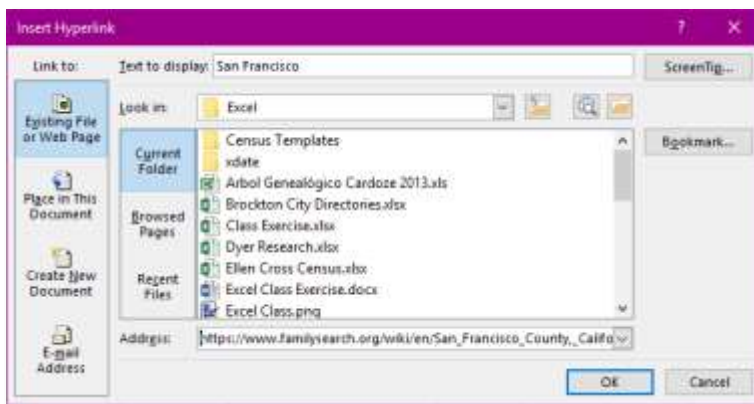 Insert Hyperlink ? ×
Link to:
Text to display: San Francisco
ScreenTip...
Existing File
or Web Page
Look in: Excel
Bookmark...
Current
Folder
Census Templates
xdate
Arbol Genealógico Cardoze 2013.xls
Brockton City Directories.xlsx
Class Exercise.xlsx
Dyer Research.xlsx
Ellen Cross Census.xlsx
Excel Class Exercise.docx
Excel Class.png
Browsed
Pages
Recent
Files
Place in This
Document
Create New
Document
E-mail
Address
Address: https://www.familysearch.org/wiki/en/San_Francisco_County,_Califo
OK
Cancel